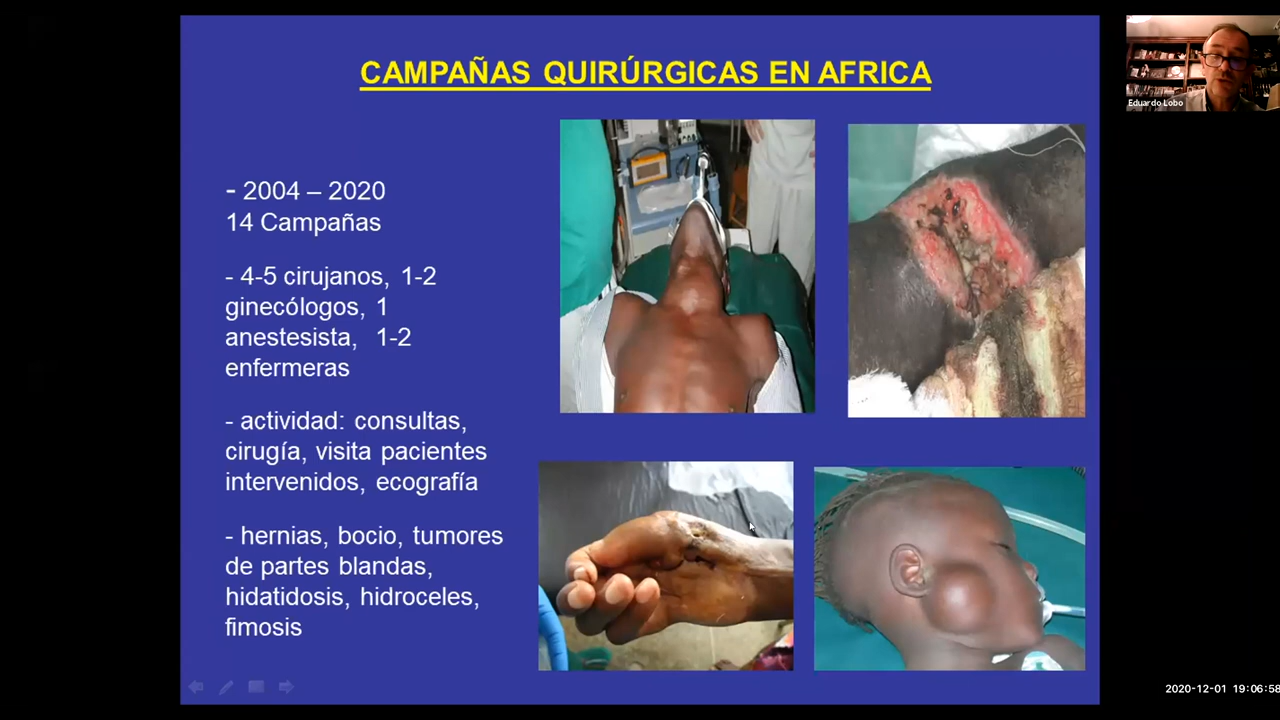 CAMPAÑAS QUIRÚRGICAS EN AFRICA
- 2004 – 2020
14 Campañas
- 4-5 cirujanos, 1-2
ginecólogos, 1
anestesista, 1-2
enfermeras
- actividad: consultas,
cirugía, visita pacientes
intervenidos, ecografía
- hernias, bocio, tumores
de partes blandas,
hidatidosis, hidroceles,
fimosis
Eduardo Lobo
2020-12-01 19:06:58